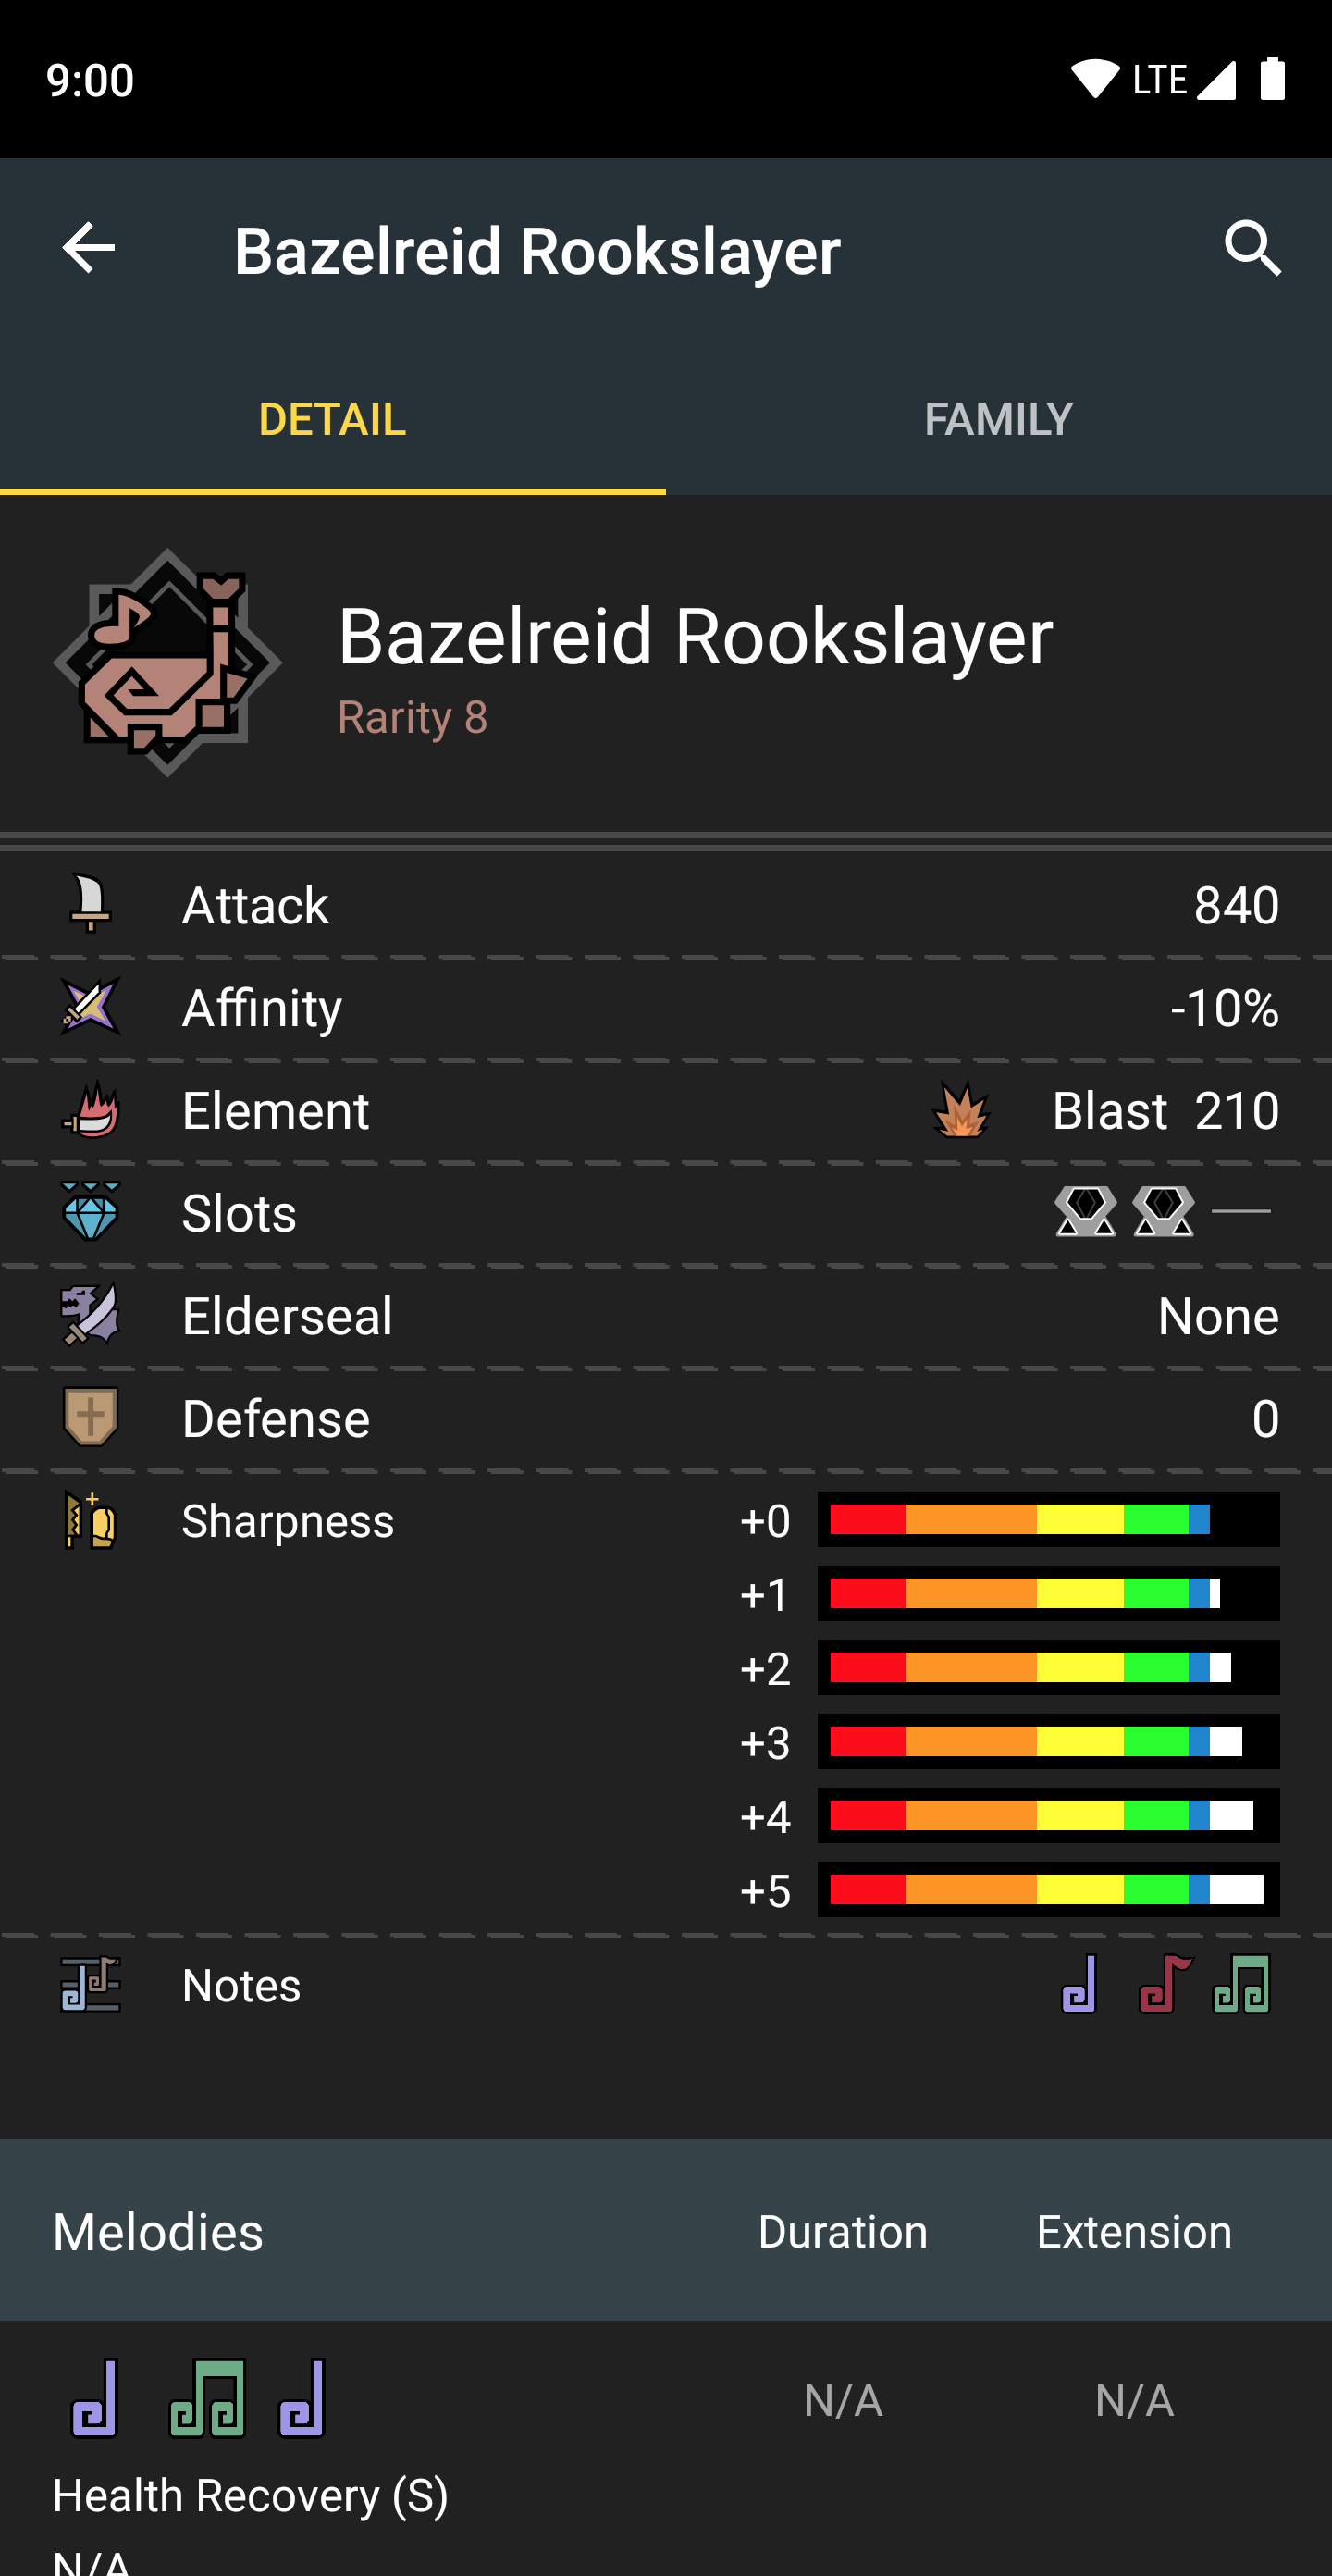 9:00 LTE
Bazelreid Rookslayer
DETAIL FAMILY
Bazelreid Rookslayer
Rarity 8
Attack 840
Affinity -10%
Element Blast 210
Slots
Elderseal None
Defense 0
Sharpness +0
+1
+2
+3
+4
+5
Notes
Melodies Duration Extension
N/A N/A
Health Recovery (S)
N/A